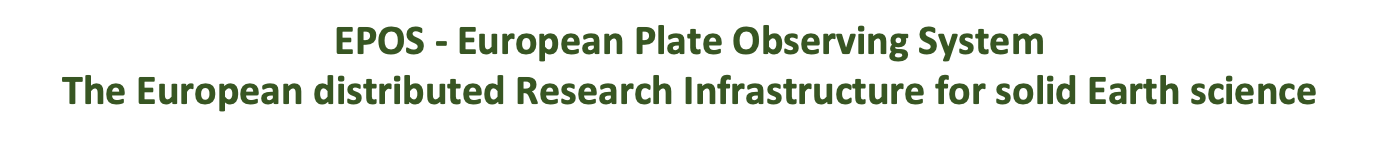 EPOS - European Plate Observing System
The European distributed Research Infrastructure for solid Earth science